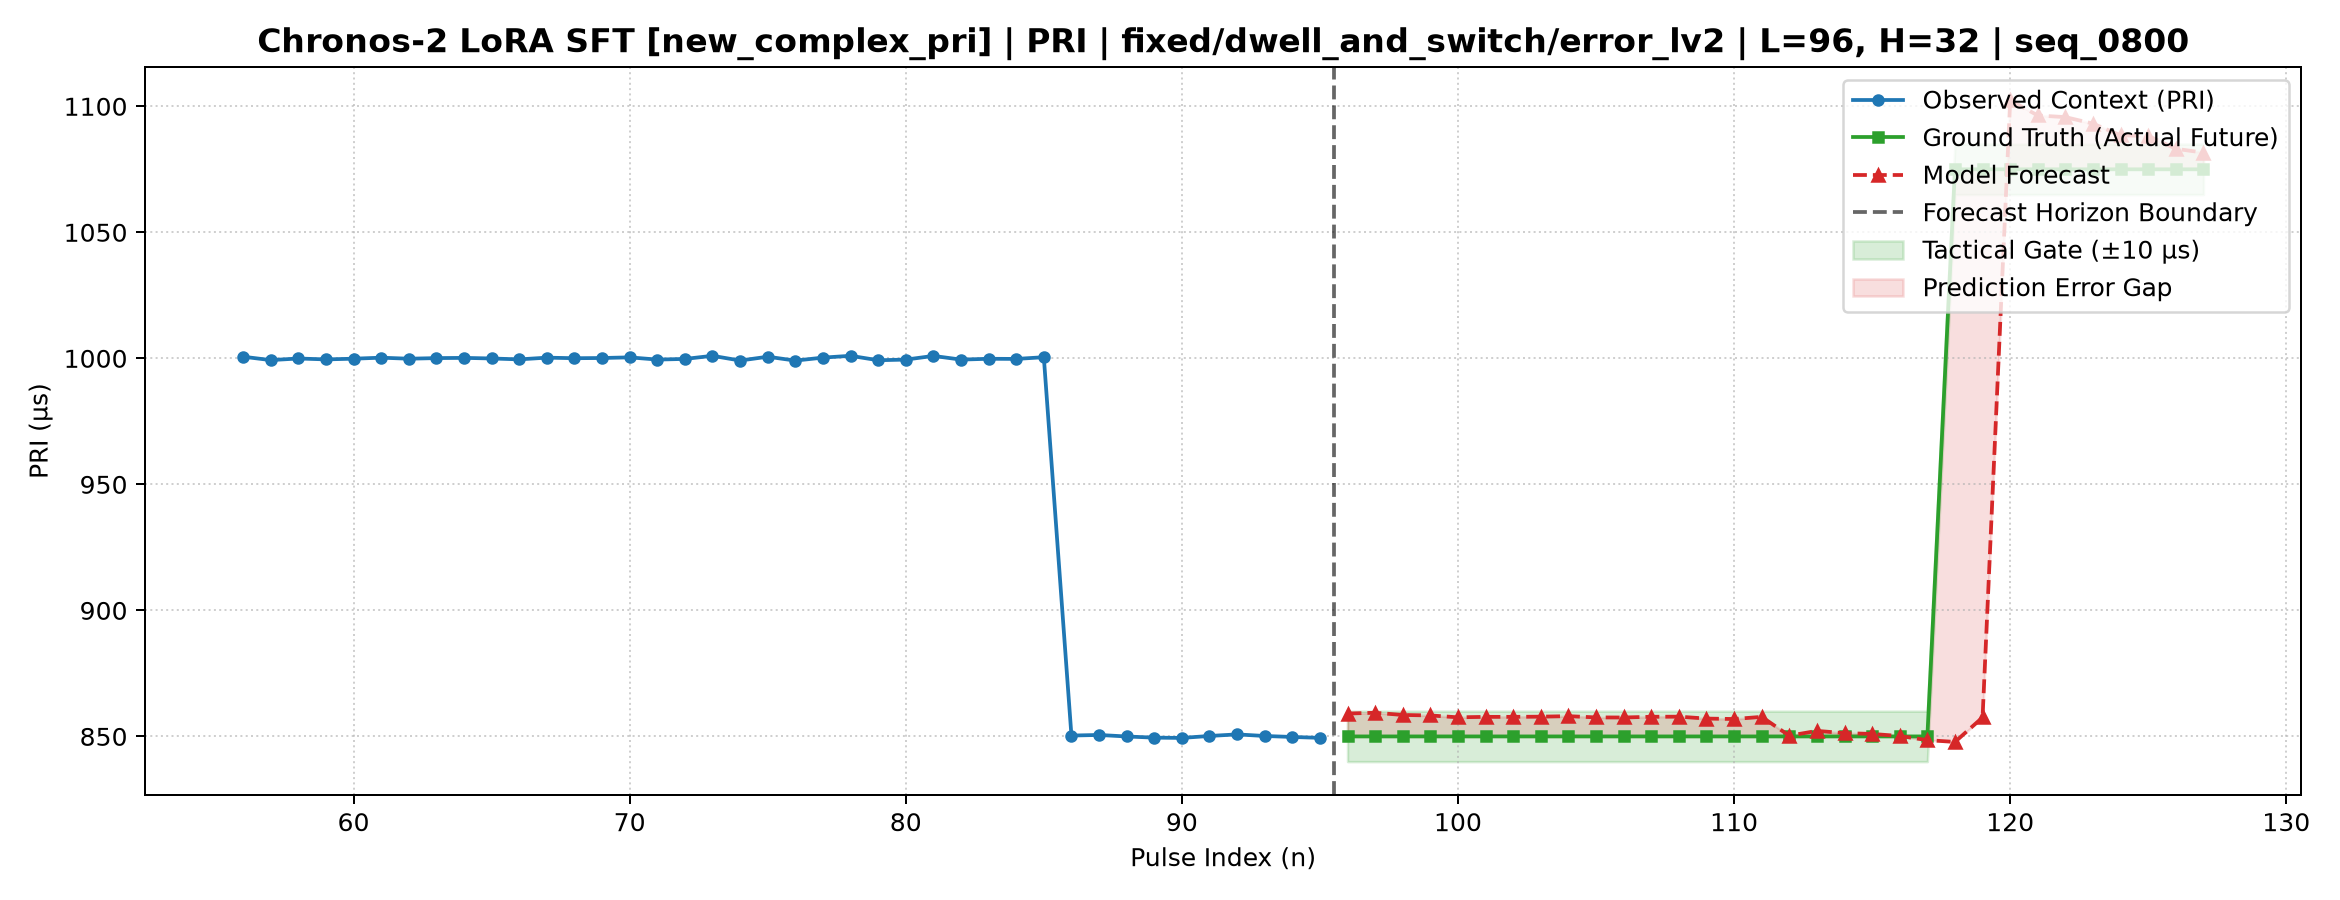 Chronos-2 LoRA SFT [new_complex_pri] | PRI | fixed/dwell_and_switch/error_lv2 | L=96, H=32 | seq_0800
Observed Context (PRI)
Ground Truth (Actual Future)
Model Forecast
Forecast Horizon Boundary
Tactical Gate (±10 µs)
Prediction Error Gap
PRI (µs)
1100
1050
1000
950
900
850
60 70 80 90 100 110 120 130
Pulse Index (n)